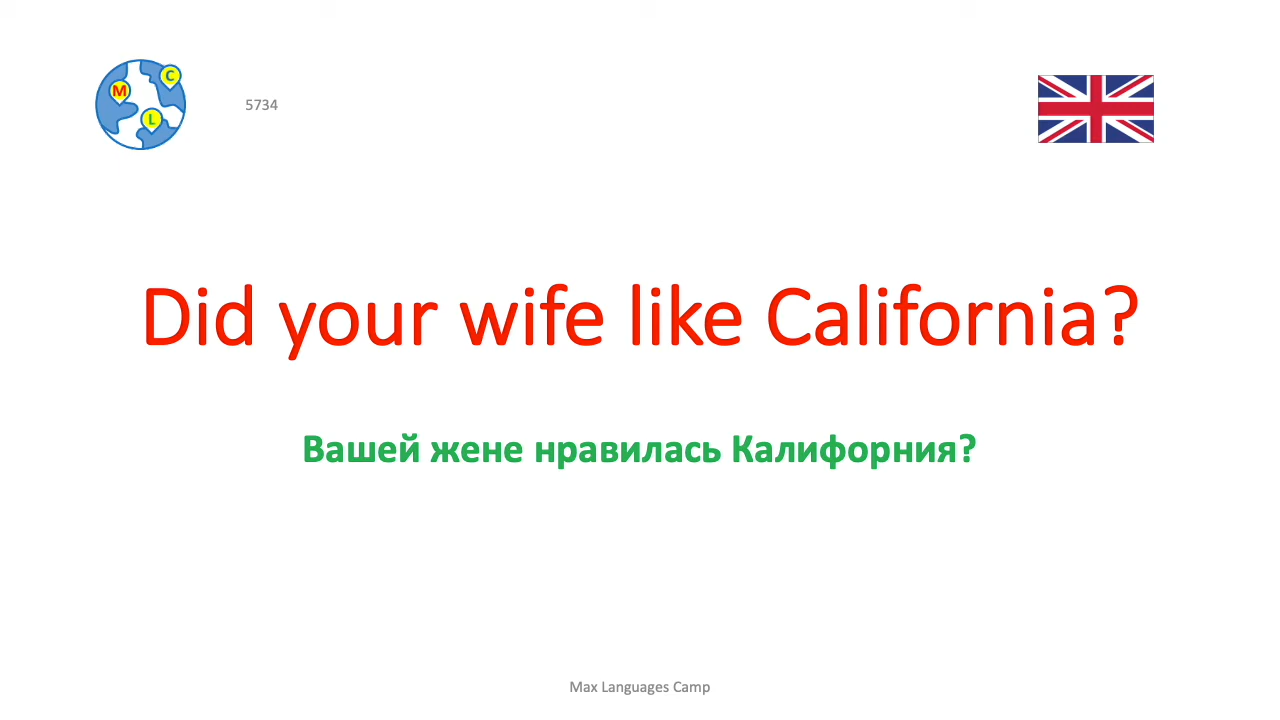 M
C
L
5734
Did your wife like California?
Вашей жене нравилась Калифорния?
Max Languages Camp